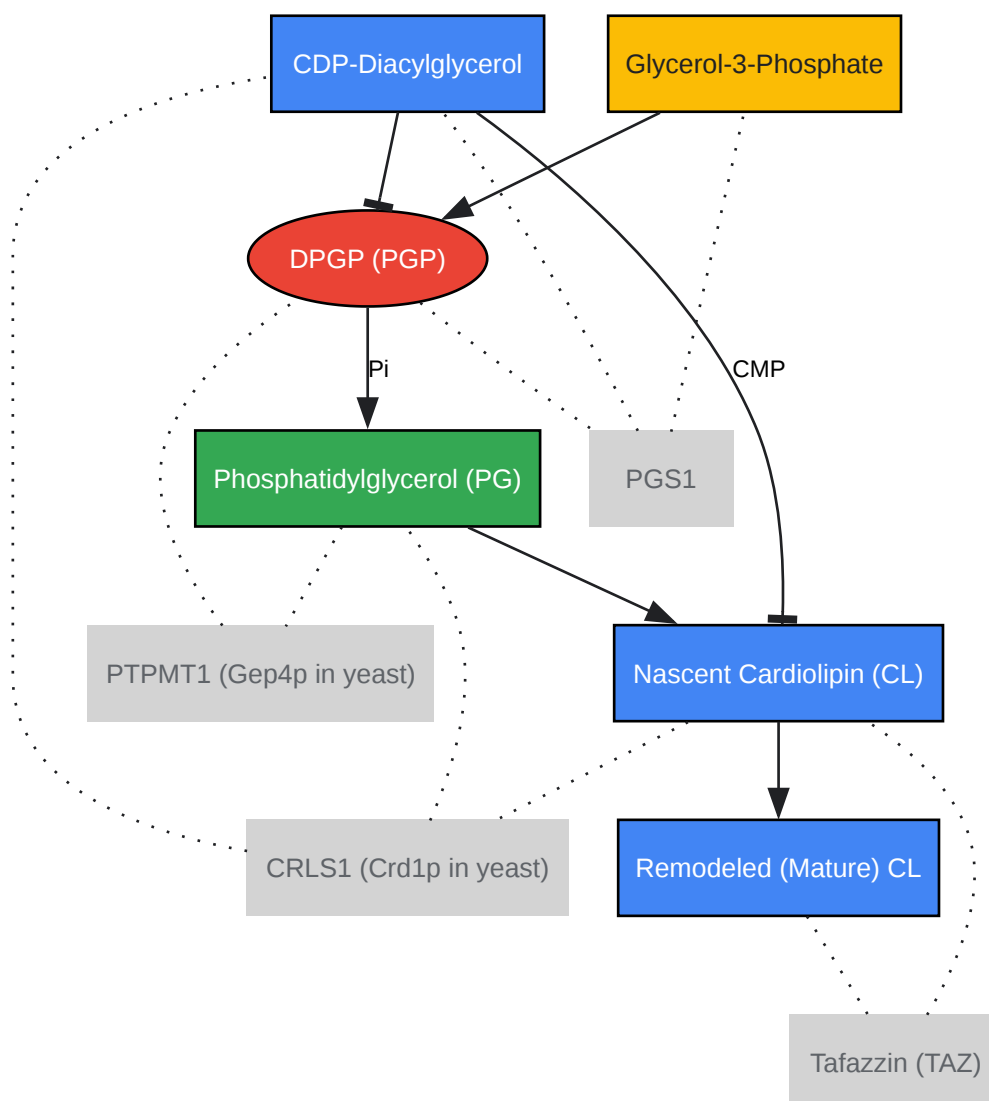 CDP-Diacylglycerol
Glycerol-3-Phosphate
DPGP (PGP)
Pi
CMP
Phosphatidylglycerol (PG)
PGS1
PTPMT1 (Gep4p in yeast)
Nascent Cardiolipin (CL)
CRLS1 (Crd1p in yeast)
Remodeled (Mature) CL
Tafazzin (TAZ)